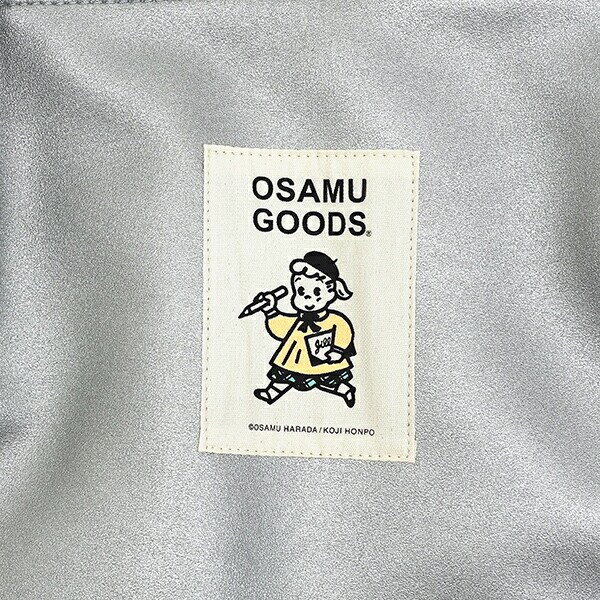 OSAMU
GOODS®
Jill
©OSAMU HARADA / KOJI HONPO